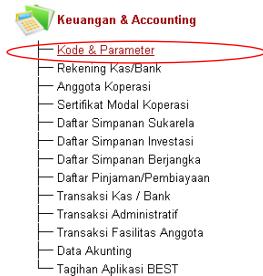 Keuangan & Accounting
Kode & Parameter
Rekening Kas/Bank
Anggota Koperasi
Sertifikat Modal Koperasi
Daftar Simpanan Sukarela
Daftar Simpanan Investasi
Daftar Simpanan Berjangka
Daftar Pinjaman/Pembiayaan
Transaksi Kas / Bank
Transaksi Administratif
Transaksi Fasilitas Anggota
Data Akunting
Tagihan Aplikasi BEST